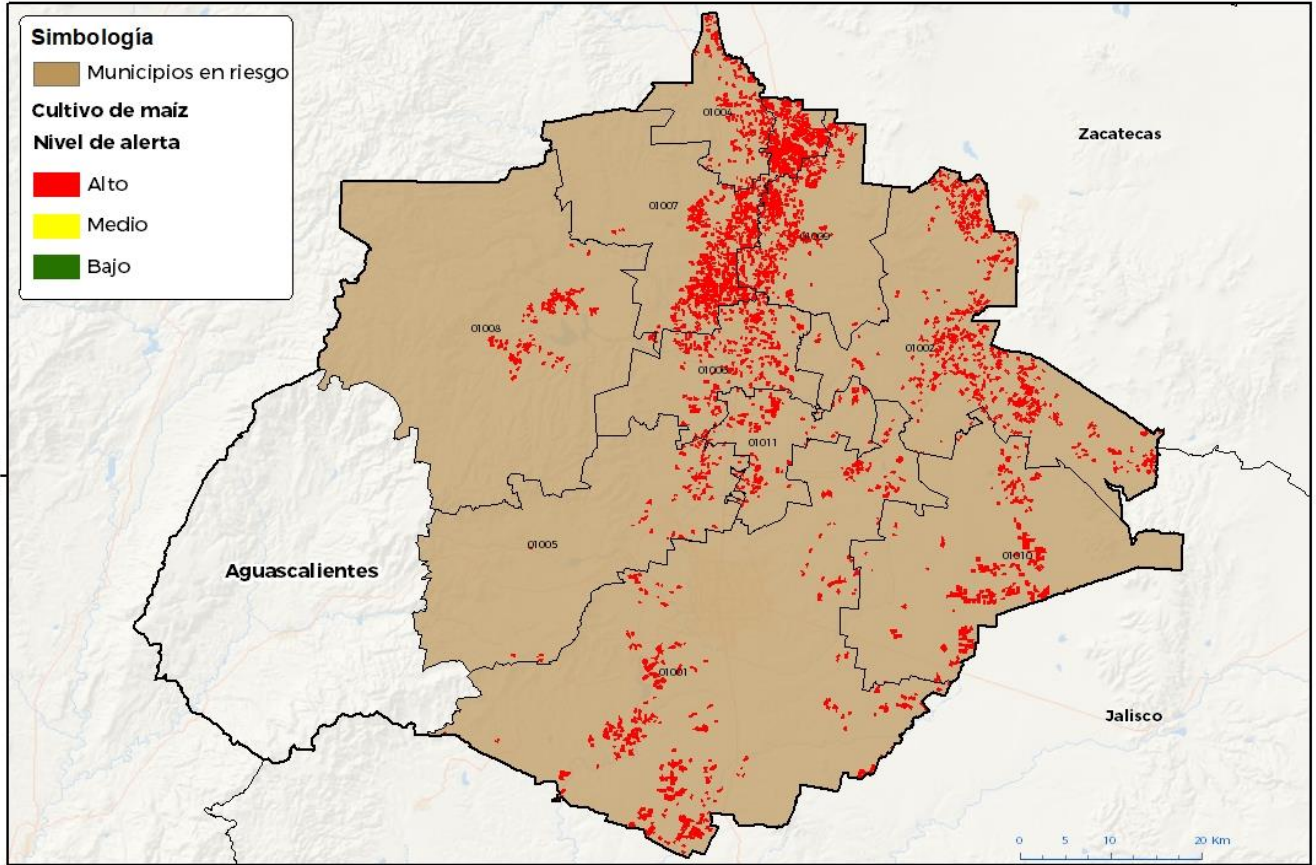 Simbología
Municipios en riesgo
Cultivo de maíz
Nivel de alerta
Alto
Medio
Bajo
Zacatecas
01007
01008
01002
01011
01005
01010
Aguascalientes
01001
Jalisco
0 5 10 20 Km